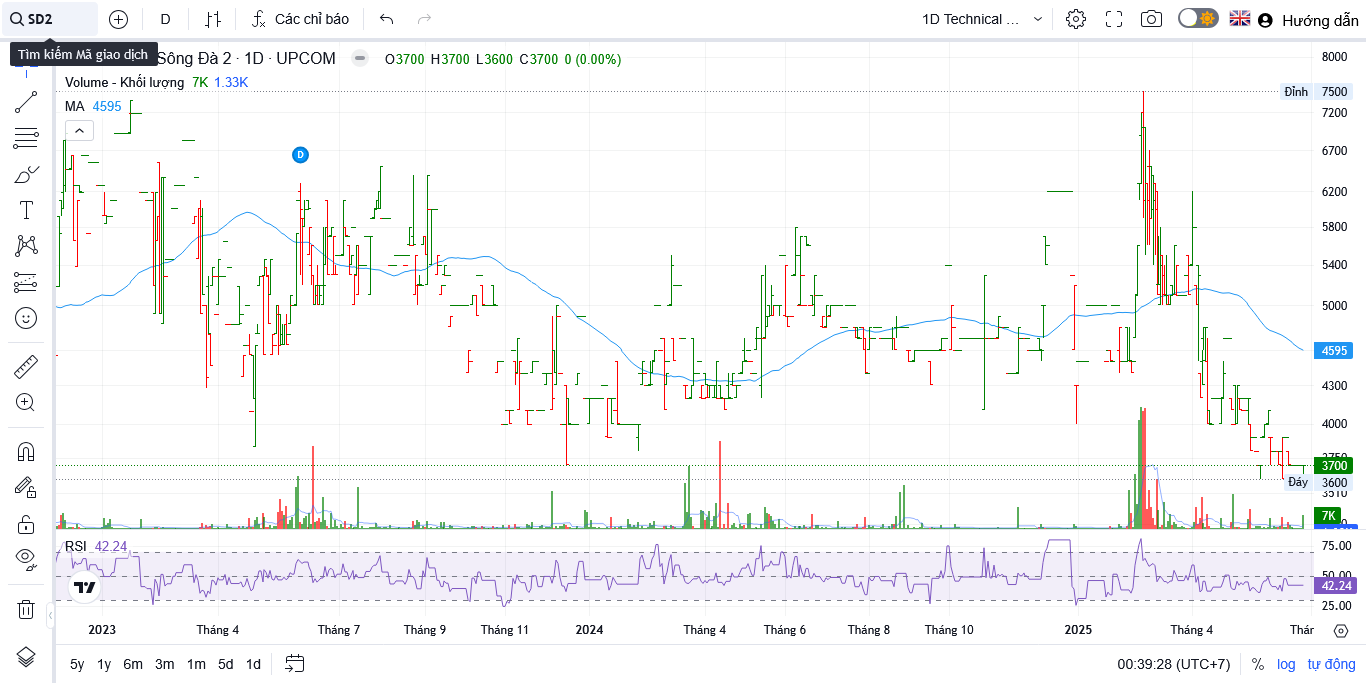 SD2 D Các chỉ báo 1D Technical ... Hướng dẫn
Tìm kiếm Mã giao dịch
Sông Đà 2 · 1D · UPCOM O3700 H3700 L3600 C3700 0 (0.00%)
Volume - Khối lượng 7K 1.33K
MA 4595
D
8000
Đỉnh 7500
7200
6700
6200
5800
5400
5000
4595
4300
4000
3700
Đáy 3600
3510
7K
RSI 42.24
75.00
50.00
42.24
25.00
2023 Tháng 4 Tháng 7 Tháng 9 Tháng 11 2024 Tháng 4 Tháng 6 Tháng 8 Tháng 10 2025 Tháng 4 Thán
5y 1y 6m 3m 1m 5d 1d 00:39:28 (UTC+7) % log tự động